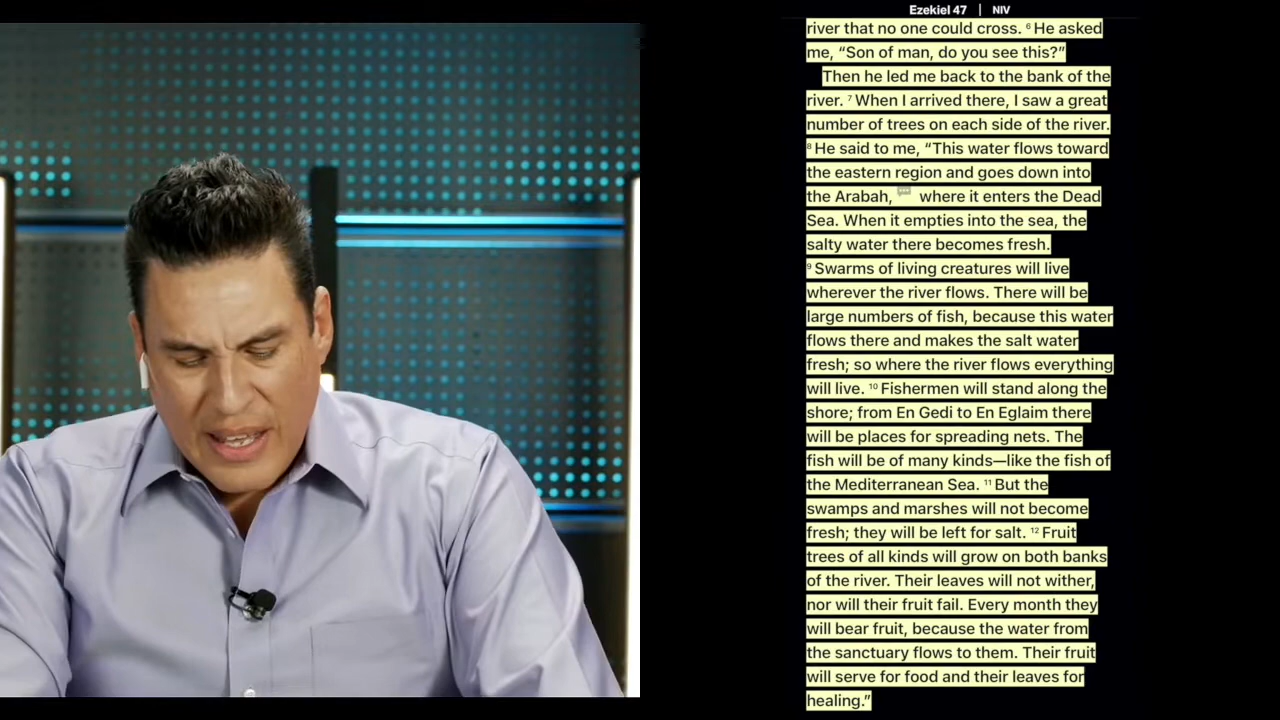 Ezekiel 47 | NIV
river that no one could cross. 6 He asked
me, “Son of man, do you see this?”
Then he led me back to the bank of the
river. 7 When I arrived there, I saw a great
number of trees on each side of the river.
8 He said to me, “This water flows toward
the eastern region and goes down into
the Arabah, where it enters the Dead
Sea. When it empties into the sea, the
salty water there becomes fresh.
9 Swarms of living creatures will live
wherever the river flows. There will be
large numbers of fish, because this water
flows there and makes the salt water
fresh; so where the river flows everything
will live. 10 Fishermen will stand along the
shore; from En Gedi to En Eglaim there
will be places for spreading nets. The
fish will be of many kinds—like the fish of
the Mediterranean Sea. 11 But the
swamps and marshes will not become
fresh; they will be left for salt. 12 Fruit
trees of all kinds will grow on both banks
of the river. Their leaves will not wither,
nor will their fruit fail. Every month they
will bear fruit, because the water from
the sanctuary flows to them. Their fruit
will serve for food and their leaves for
healing.”